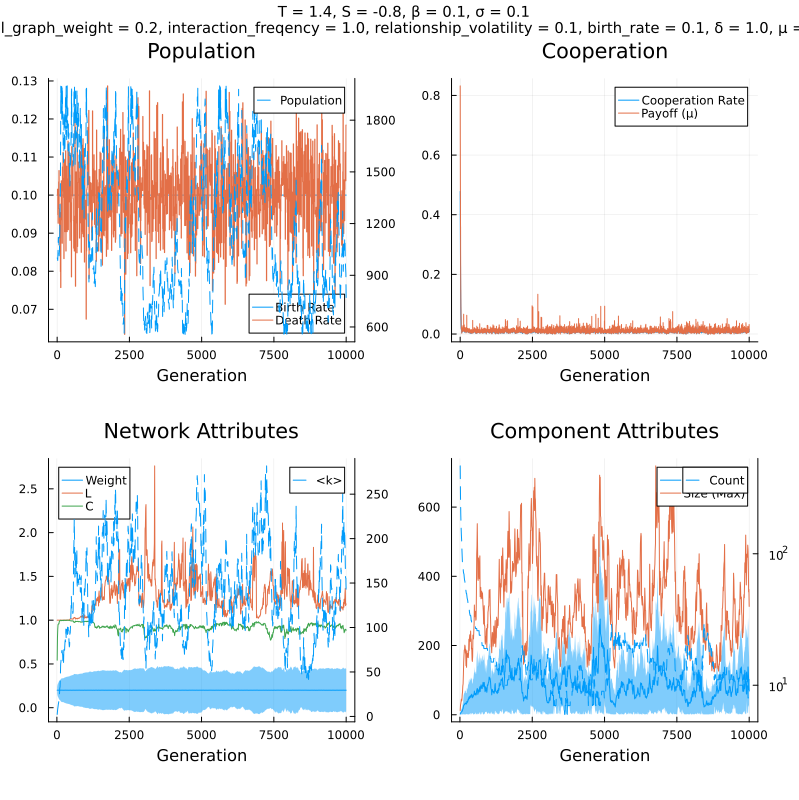 T = 1.4, S = -0.8, β = 0.1, σ = 0.1
l_graph_weight = 0.2, interaction_freqency = 1.0, relationship_volatility = 0.1, birth_rate = 0.1, δ = 1.0, μ =
Population
Cooperation
0.13
0.12
0.11
0.10
0.09
0.08
0.07
1800
1500
1200
900
600
Population
Birth Rate
Death Rate
0
2500
5000
7500
10000
Generation
0.8
0.6
0.4
0.2
0.0
Cooperation Rate
Payoff (μ)
0
2500
5000
7500
10000
Generation
Network Attributes
Component Attributes
2.5
2.0
1.5
1.0
0.5
0.0
Weight
L
C
<k>
250
200
150
100
50
0
0
2500
5000
7500
10000
Generation
600
400
200
0
Count
Size (Max)
10²
10¹
0
2500
5000
7500
10000
Generation